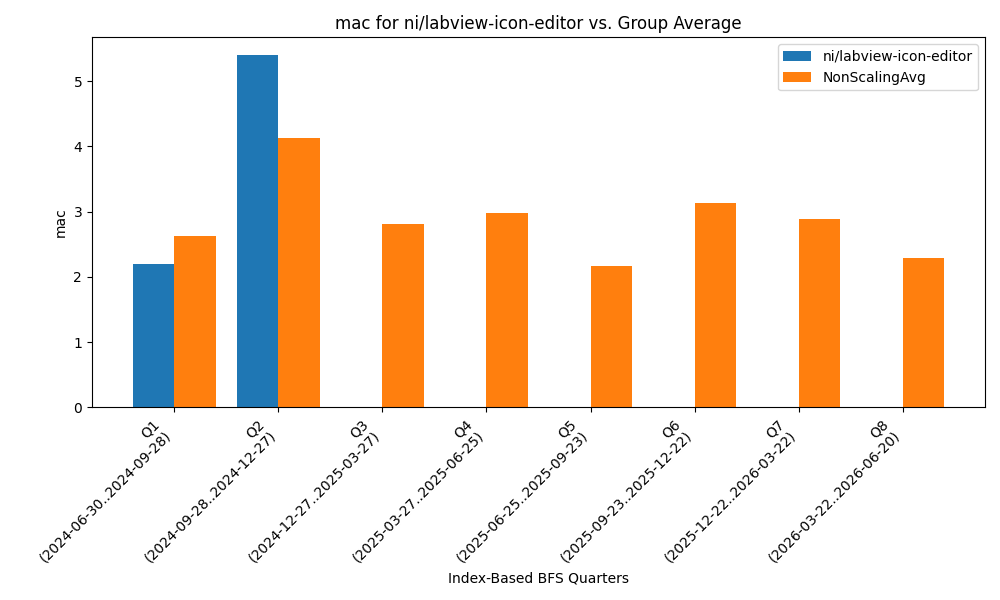 mac for ni/labview-icon-editor vs. Group Average
ni/labview-icon-editor
NonScalingAvg
mac
5
4
3
2
1
0
Q1
(2024-06-30..2024-09-28)
Q2
(2024-09-28..2024-12-27)
Q3
(2024-12-27..2025-03-27)
Q4
(2025-03-27..2025-06-25)
Q5
(2025-06-25..2025-09-23)
Q6
(2025-09-23..2025-12-22)
Q7
(2025-12-22..2026-03-22)
Q8
(2026-03-22..2026-06-20)
Index-Based BFS Quarters